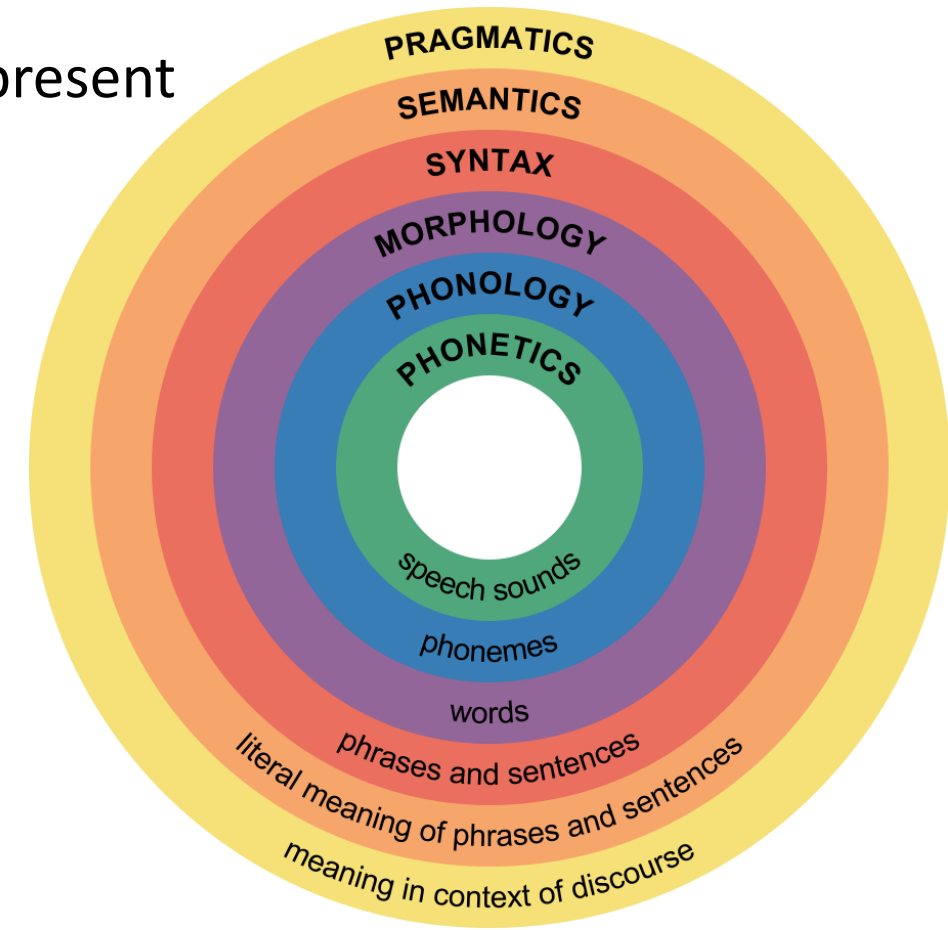 PRAGMATICS
present
SEMANTICS
SYNTAX
MORPHOLOGY
PHONOLOGY
PHONETICS
speech sounds
phonemes
words
phrases and sentences
literal meaning of phrases and sentences
meaning in context of discourse